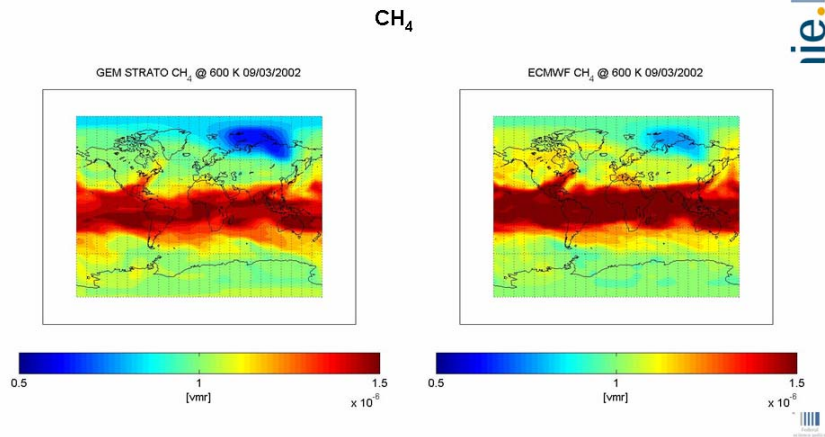 CH₄
ie.
GEM STRATO CH₄ @ 600 K 09/03/2002
ECMWF CH₄ @ 600 K 09/03/2002
0.5 1 1.5
[vmr]
x 10⁻⁶
0.5 1 1.5
[vmr]
x 10⁻⁶